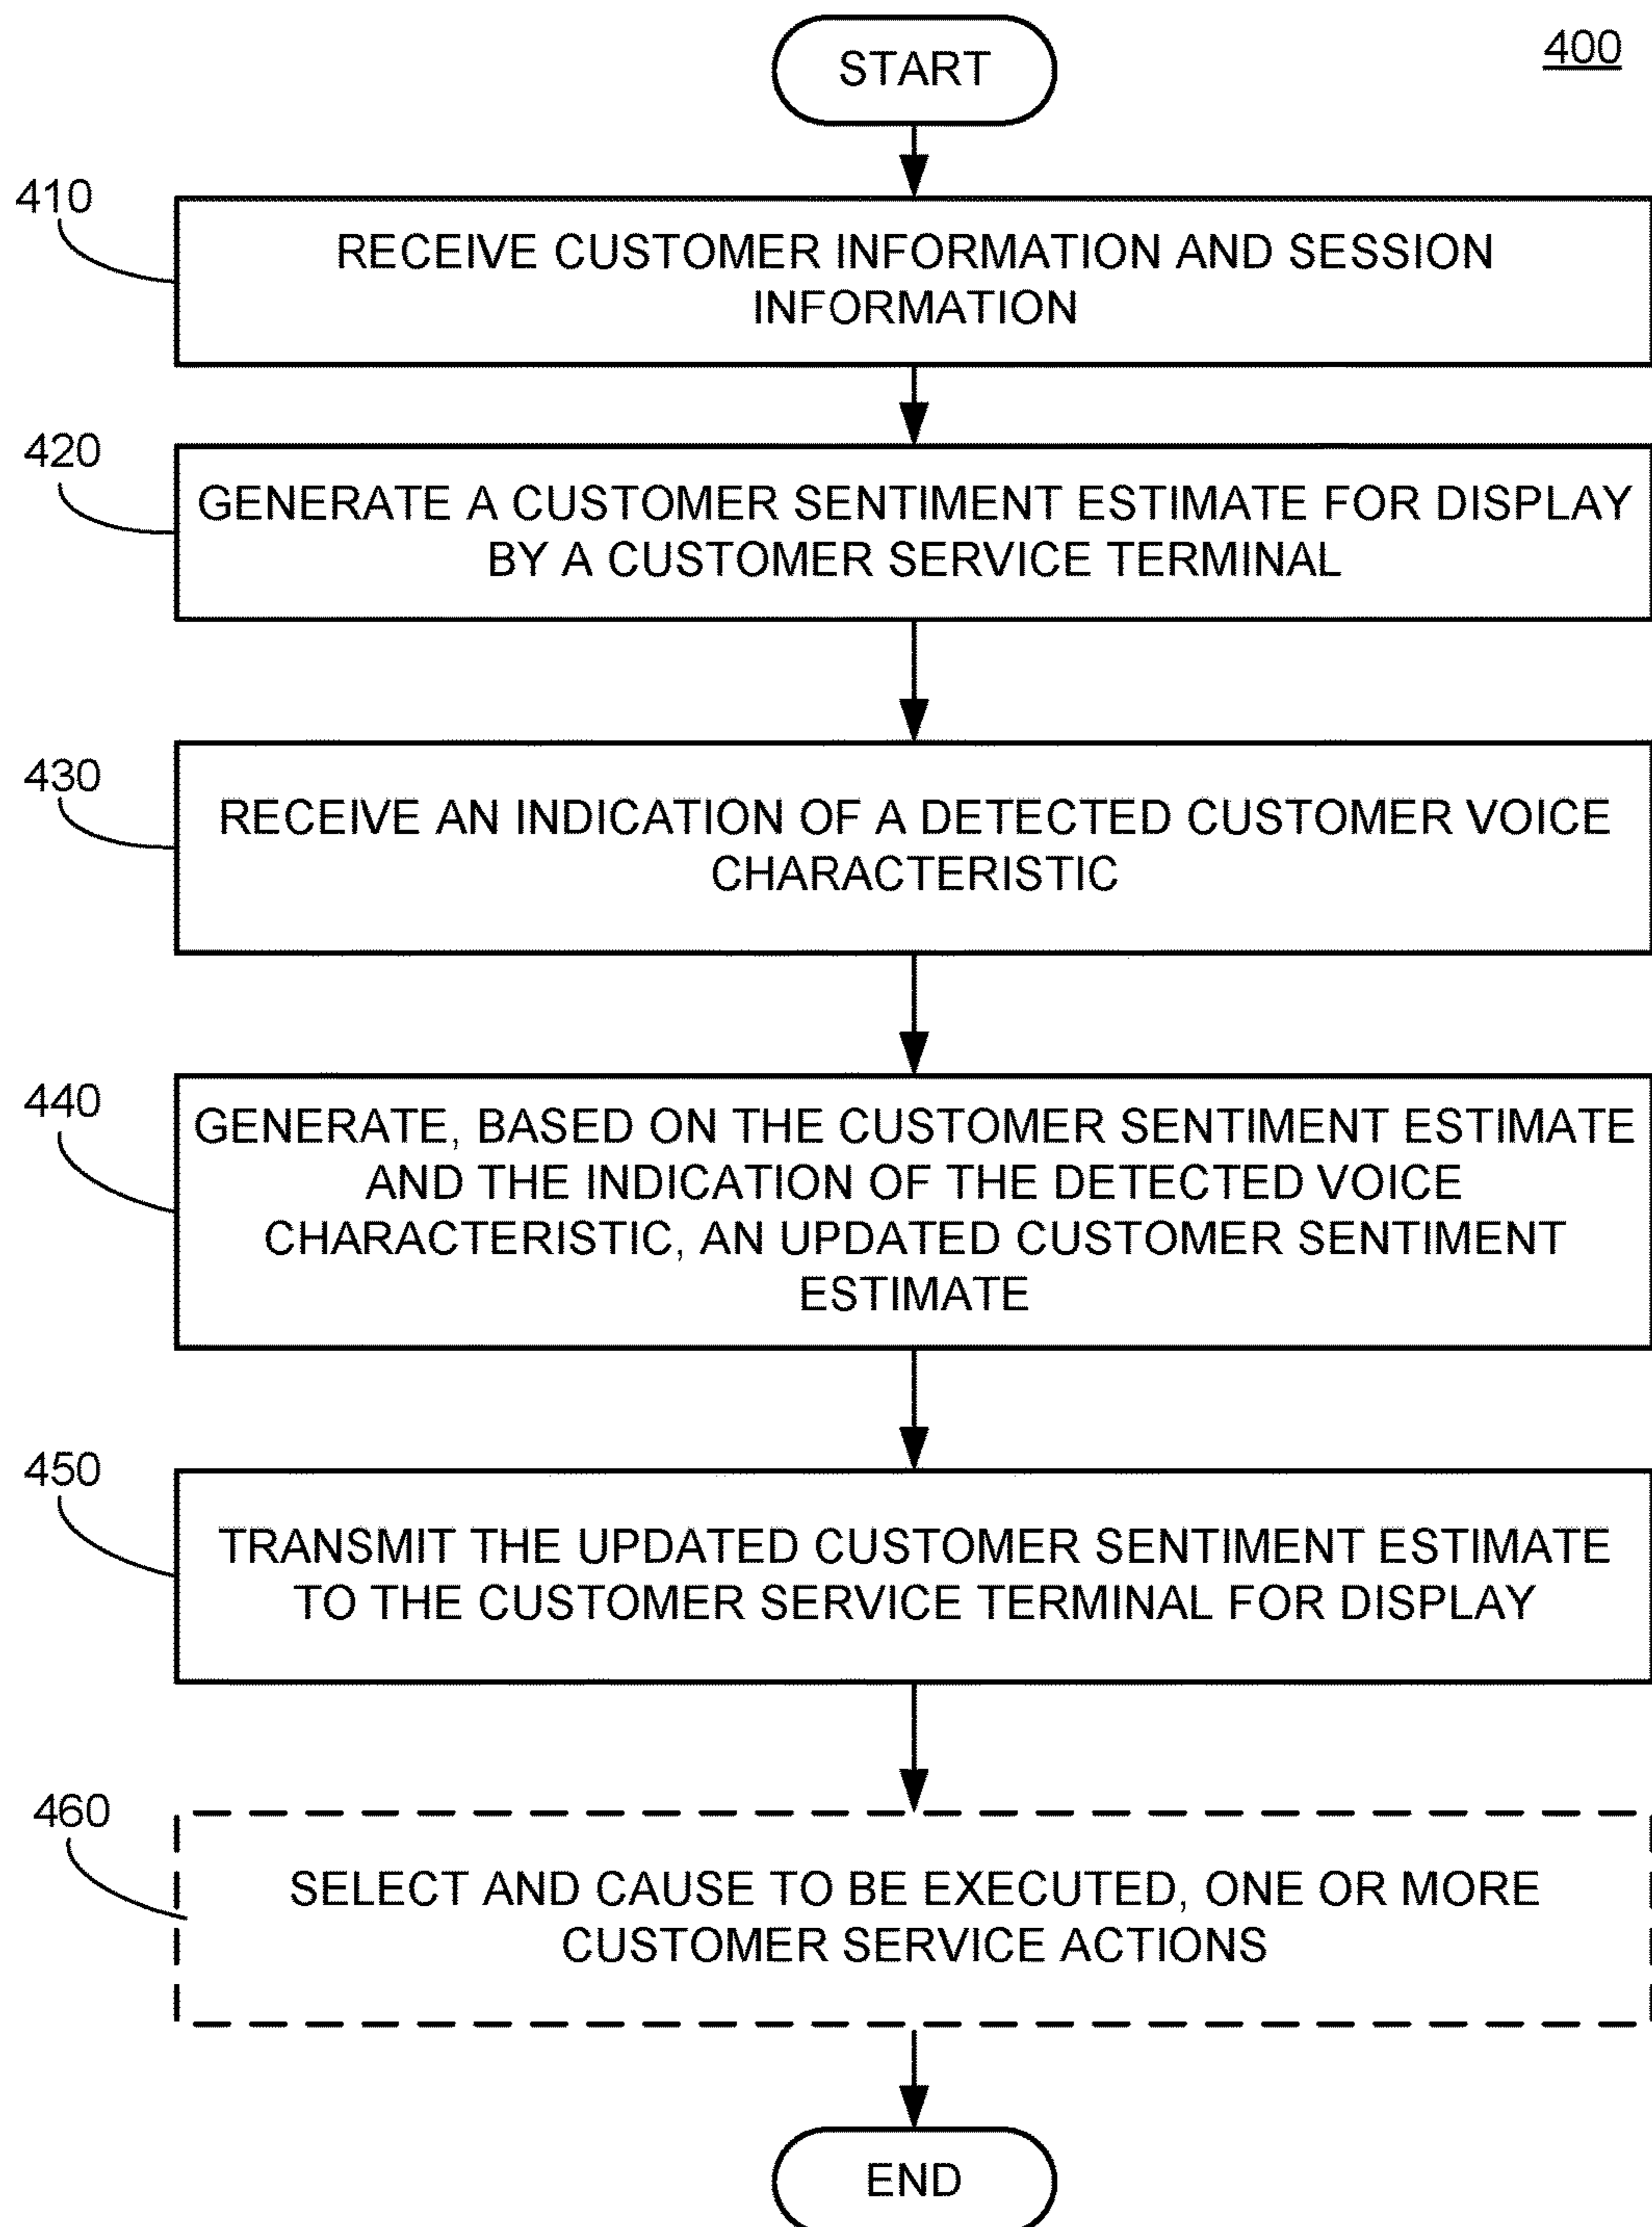 START
400
410
RECEIVE CUSTOMER INFORMATION AND SESSION
INFORMATION
420
GENERATE A CUSTOMER SENTIMENT ESTIMATE FOR DISPLAY
BY A CUSTOMER SERVICE TERMINAL
430
RECEIVE AN INDICATION OF A DETECTED CUSTOMER VOICE
CHARACTERISTIC
440
GENERATE, BASED ON THE CUSTOMER SENTIMENT ESTIMATE
AND THE INDICATION OF THE DETECTED VOICE
CHARACTERISTIC, AN UPDATED CUSTOMER SENTIMENT
ESTIMATE
450
TRANSMIT THE UPDATED CUSTOMER SENTIMENT ESTIMATE
TO THE CUSTOMER SERVICE TERMINAL FOR DISPLAY
460
SELECT AND CAUSE TO BE EXECUTED, ONE OR MORE
CUSTOMER SERVICE ACTIONS
END